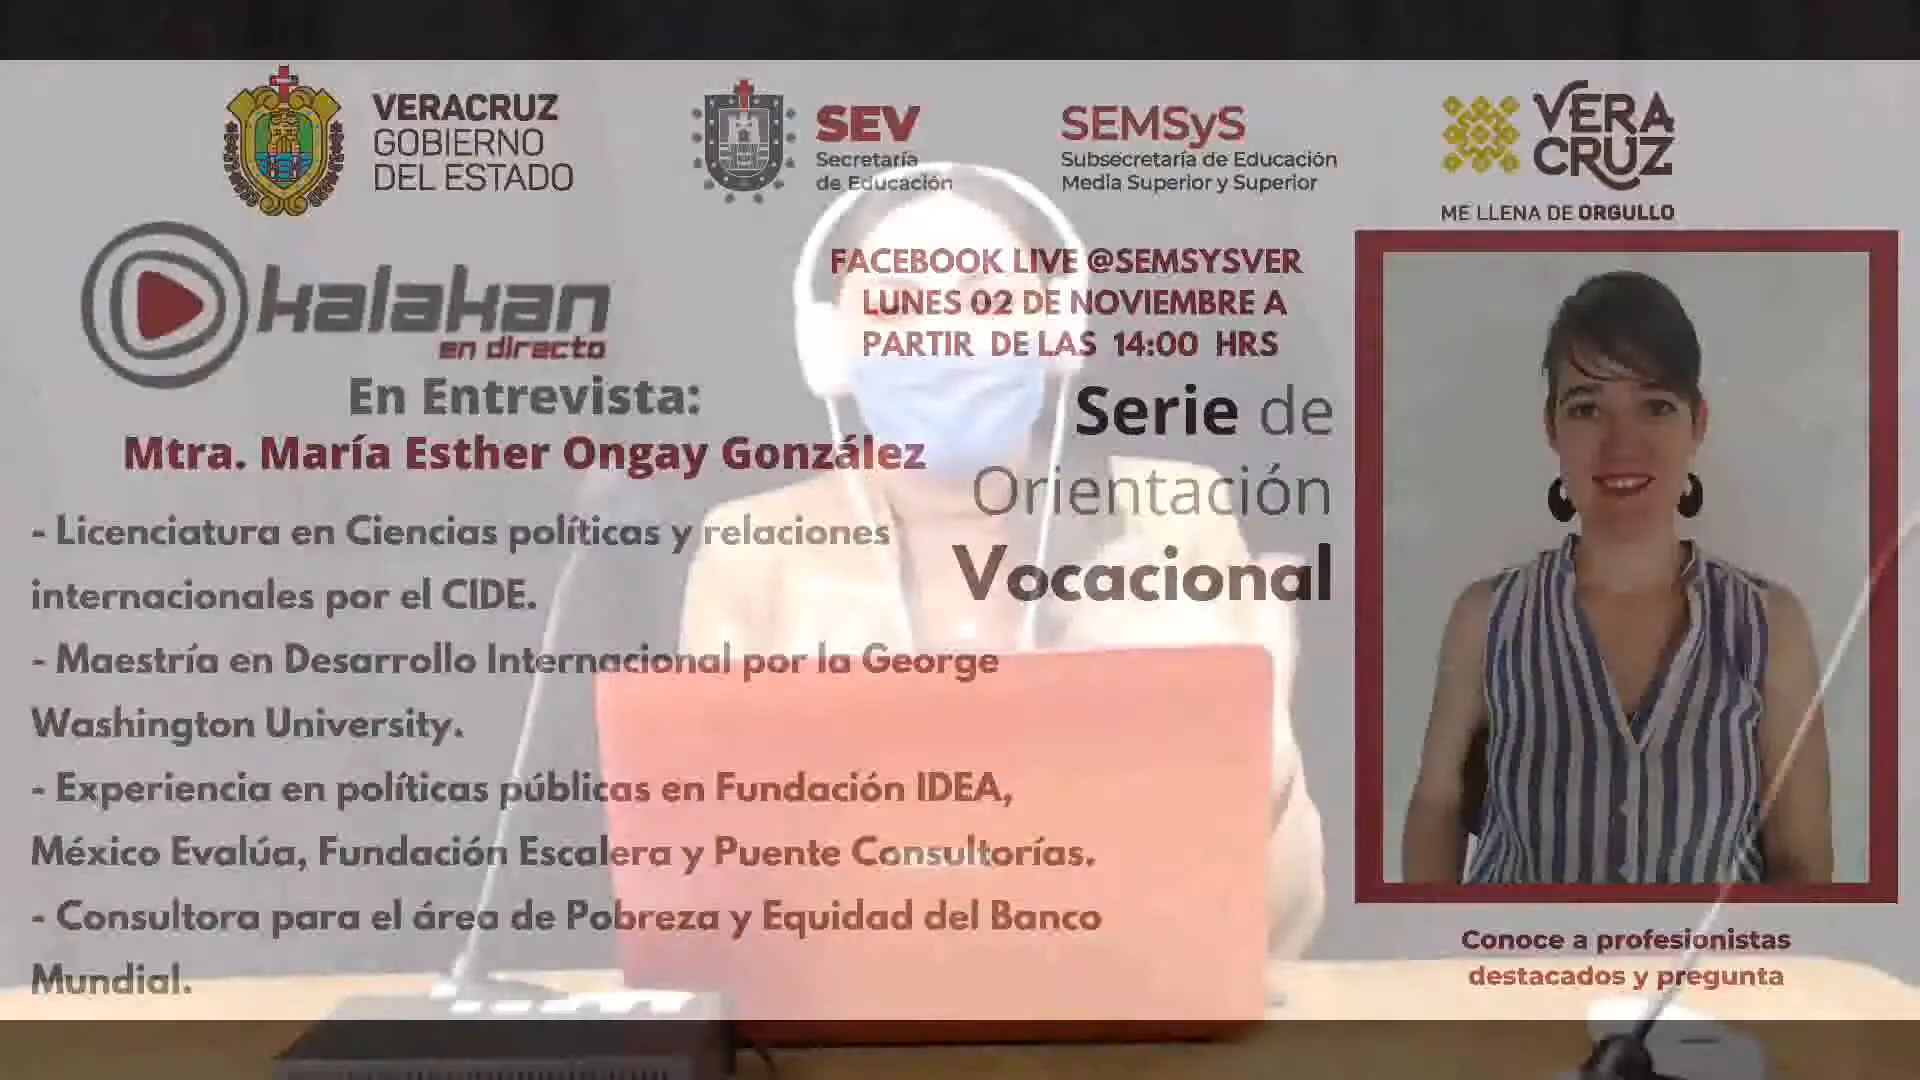 VERACRUZ
GOBIERNO
DEL ESTADO
SEV
Secretaría
de Educación
SEMSyS
Subsecretaría de Educación
Media Superior y Superior
VERA
CRUZ
ME LLENA DE ORGULLO
kalakan
en directo
FACEBOOK LIVE @SEMSYSVER
LUNES 02 DE NOVIEMBRE A
PARTIR DE LAS 14:00 HRS
En Entrevista:
Mtra. María Esther Ongay González
Serie de
Orientación
Vocacional
- Licenciatura en Ciencias políticas y relaciones
internacionales por el CIDE.
- Maestría en Desarrollo Internacional por la George
Washington University.
- Experiencia en políticas públicas en Fundación IDEA,
México Evalúa, Fundación Escalera y Puente Consultorías.
- Consultora para el área de Pobreza y Equidad del Banco
Mundial.
Conoce a profesionistas
destacados y pregunta